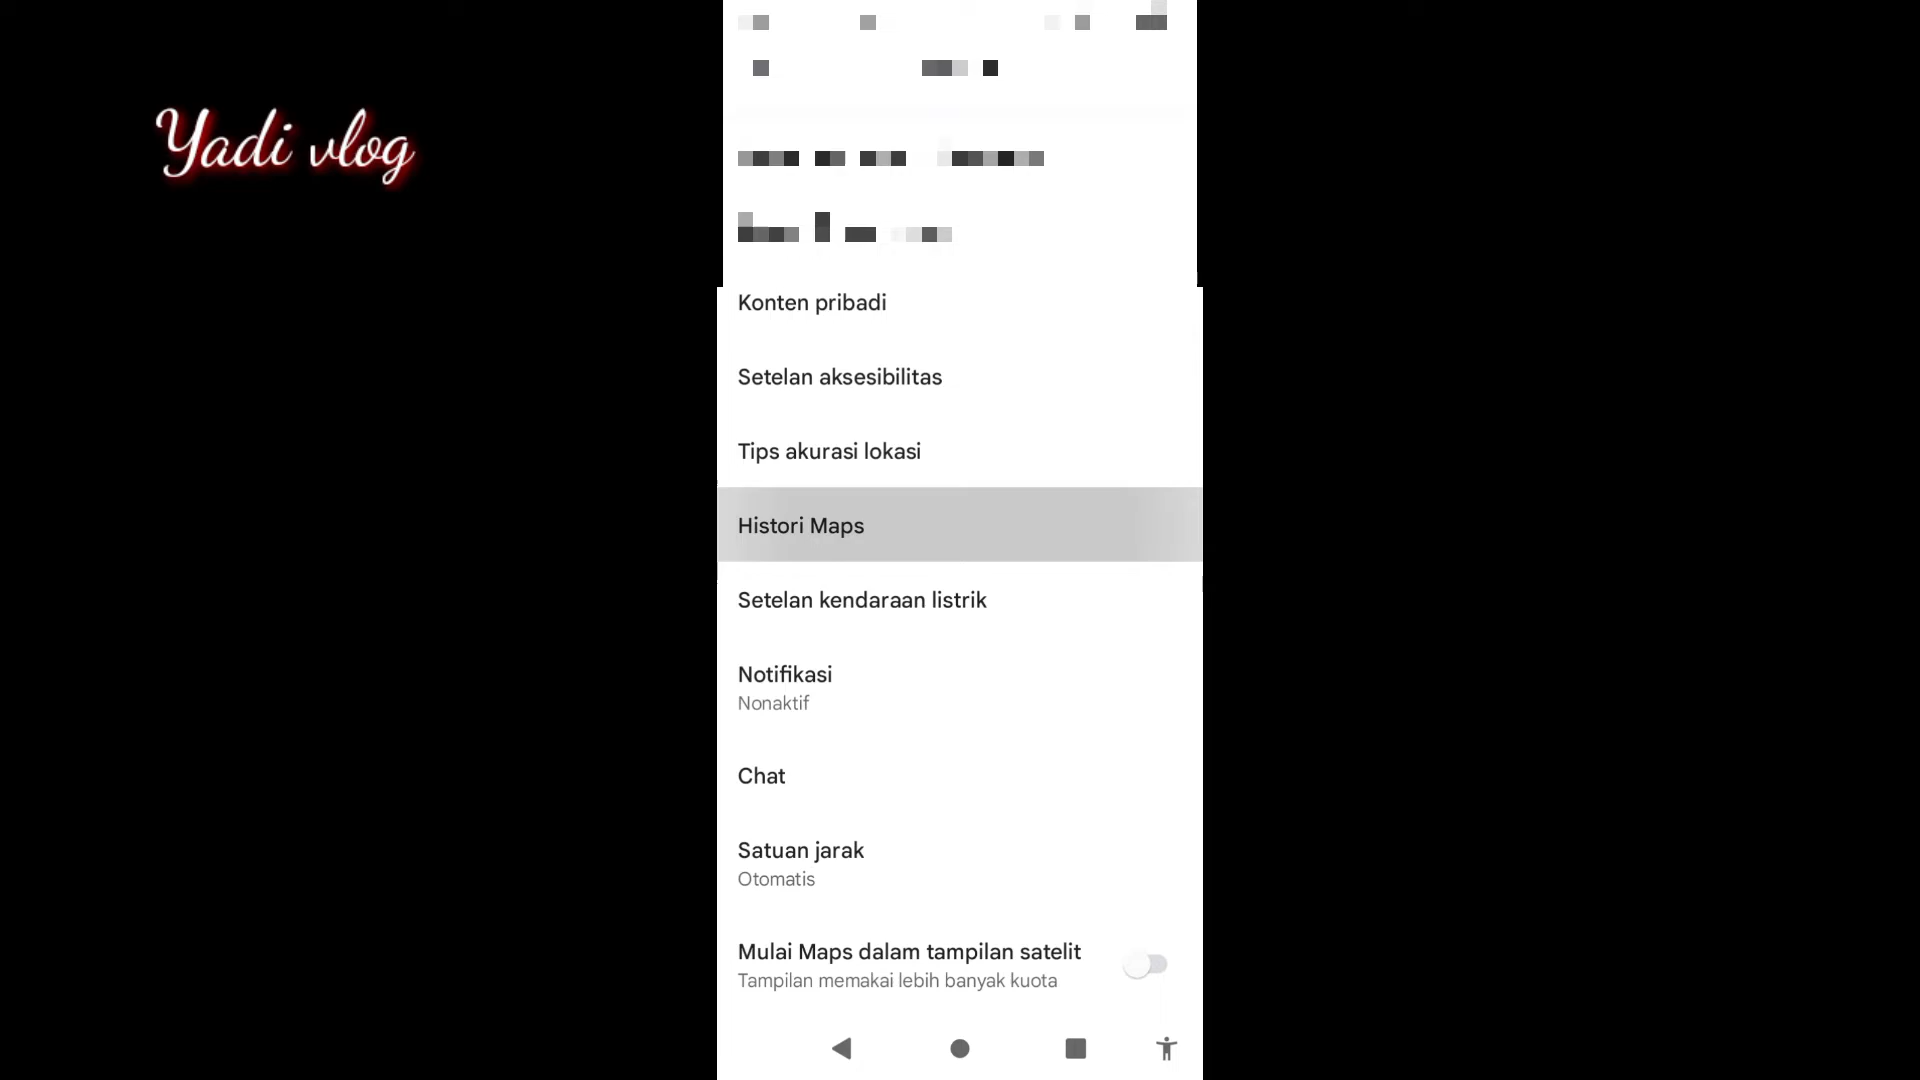 Yadi vlog
Konten pribadi
Setelan aksesibilitas
Tips akurasi lokasi
Histori Maps
Setelan kendaraan listrik
Notifikasi
Nonaktif
Chat
Satuan jarak
Otomatis
Mulai Maps dalam tampilan satelit
Tampilan memakai lebih banyak kuota